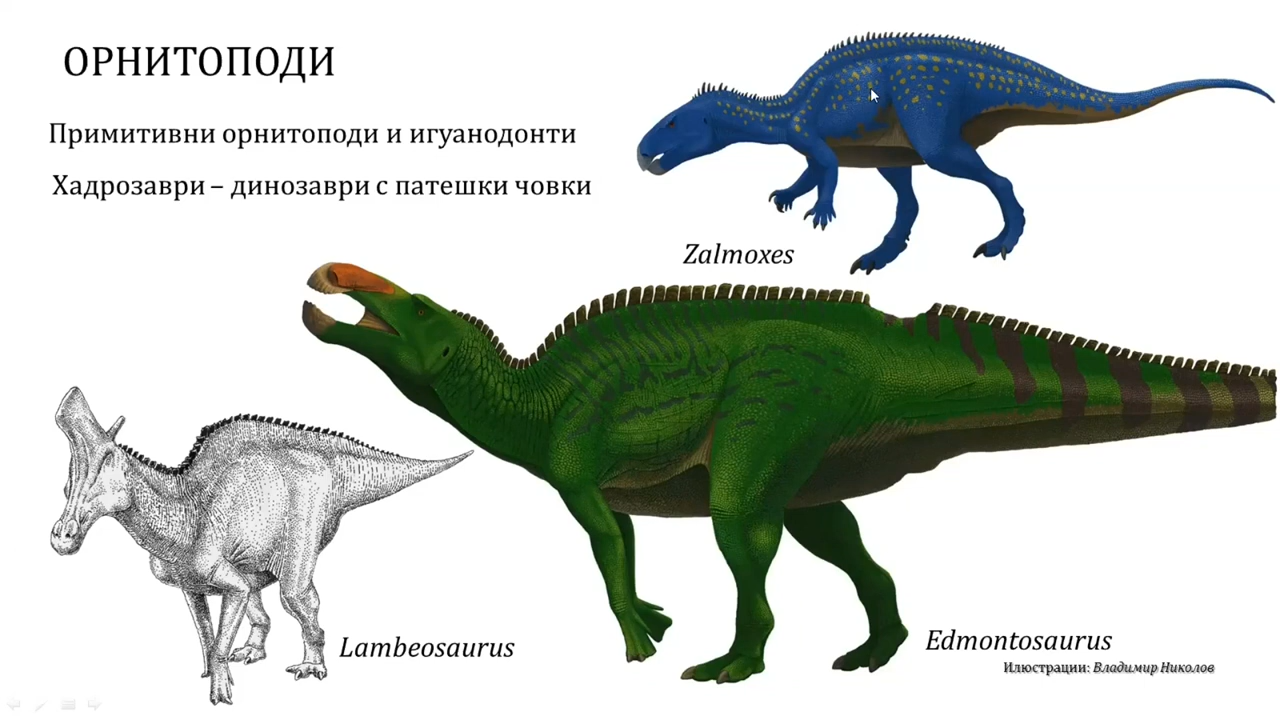 ОРНИТОПОДИ
Примитивни орнитоподи и игуанодонти
Хадрозаври – динозаври с патешки човки
Zalmoxes
Lambeosaurus
Edmontosaurus
Илюстрации: Владимир Николов